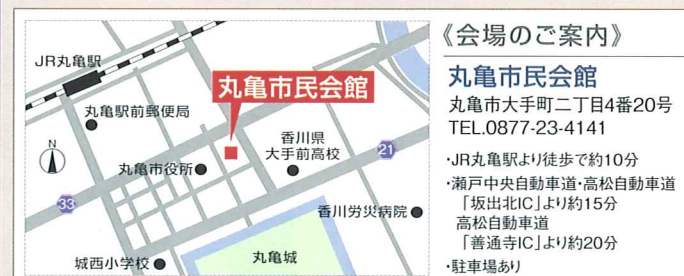 JR丸亀駅
丸亀市民会館
丸亀駅前郵便局
香川県
大手前高校
N
21
丸亀市役所
33
香川労災病院
丸亀城
城西小学校
《会場のご案内》
丸亀市民会館
丸亀市大手町二丁目4番20号
TEL.0877-23-4141
・JR丸亀駅より徒歩で約10分
・瀬戸中央自動車道・高松自動車道
「坂出北IC」より約15分
高松自動車道
「善通寺IC」より約20分
・駐車場あり